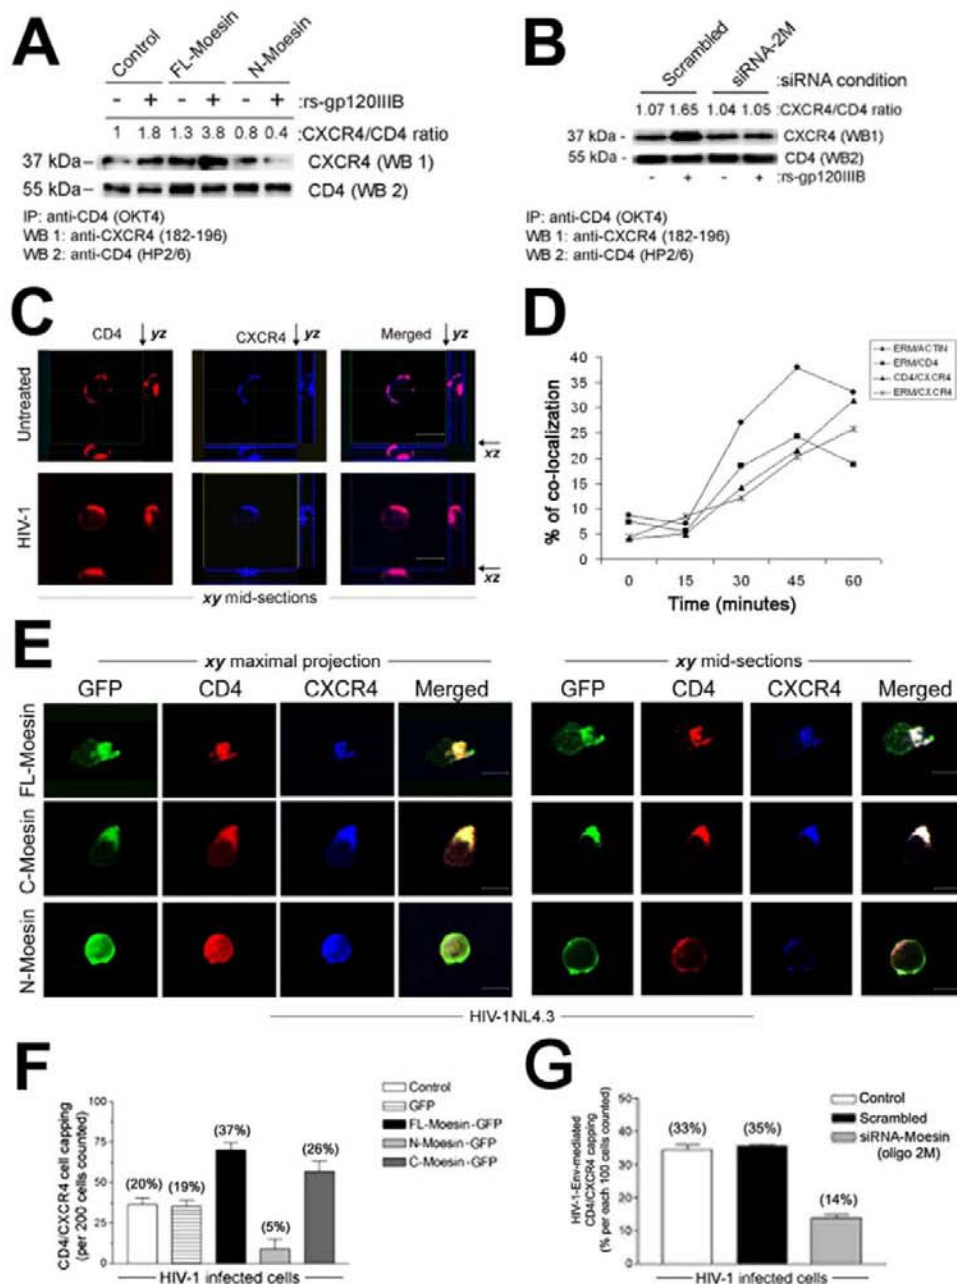 A
Control FL-Moesin N-Moesin
- + - + - + :rs-gp120IIIB
1 1.8 1.3 3.8 0.8 0.4 :CXCR4/CD4 ratio
37 kDa– CXCR4 (WB 1)
55 kDa– CD4 (WB 2)
IP: anti-CD4 (OKT4)
WB 1: anti-CXCR4 (182-196)
WB 2: anti-CD4 (HP2/6)
B
Scrambled siRNA-2M :siRNA condition
1.07 1.65 1.04 1.05 :CXCR4/CD4 ratio
37 kDa - CXCR4 (WB1)
55 kDa - CD4 (WB2)
- + - + :rs-gp120IIIB
IP: anti-CD4 (OKT4)
WB 1: anti-CXCR4 (182-196)
WB 2: anti-CD4 (HP2/6)
C
CD4 yz CXCR4 yz Merged yz
Untreated
xz
HIV-1
xz
xy mid-sections
D
% of co-localization
40
35
30
25
20
15
10
5
0
0 15 30 45 60
Time (minutes)
ERM/ACTIN
ERM/CD4
CD4/CXCR4
ERM/CXCR4
E
xy maximal projection xy mid-sections
GFP CD4 CXCR4 Merged GFP CD4 CXCR4 Merged
FL-Moesin
C-Moesin
N-Moesin
HIV-1NL4.3
F
CD4/CXCR4 cell capping
(per 200 cells counted)
100
75
50
25
0
(20%) (19%) (37%) (5%) (26%)
HIV-1 infected cells
Control
GFP
FL-Moesin-GFP
N-Moesin-GFP
C-Moesin-GFP
G
HIV-1-Env-mediated
CD4/CXCR4 capping
(% per each 100 cells counted)
50
40
30
20
10
0
(33%) (35%) (14%)
HIV-1 infected cells
Control
Scrambled
siRNA-Moesin
(oligo 2M)